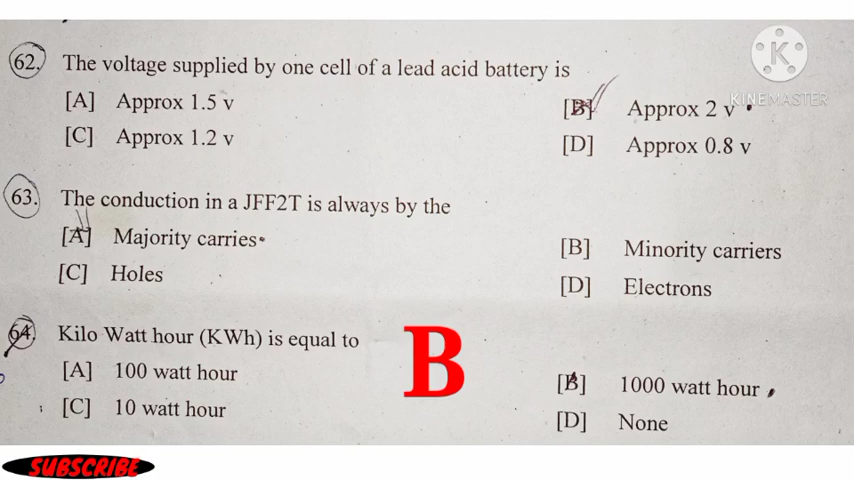 62. The voltage supplied by one cell of a lead acid battery is
[A] Approx 1.5 v [B] Approx 2 v
[C] Approx 1.2 v [D] Approx 0.8 v
KINEMASTER
63. The conduction in a JFF2T is always by the
[A] Majority carries [B] Minority carriers
[C] Holes [D] Electrons
64. Kilo Watt hour (KWh) is equal to
B
[A] 100 watt hour [B] 1000 watt hour
[C] 10 watt hour [D] None
SUBSCRIBE